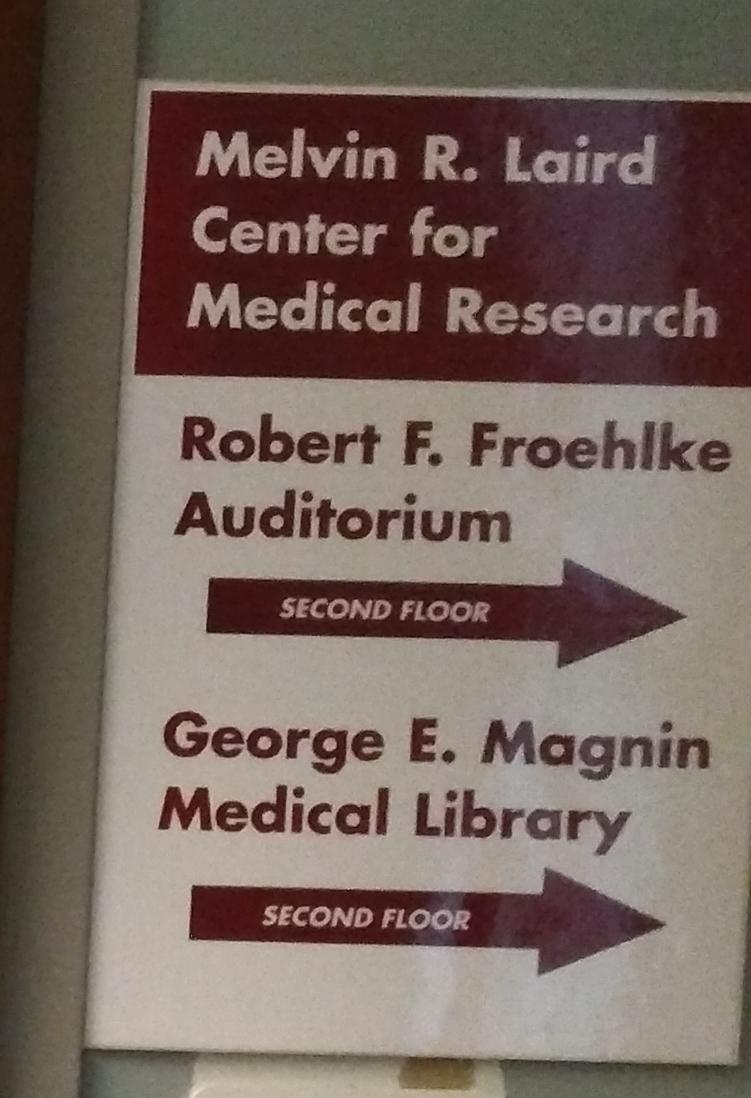 Melvin R. Laird
Center for
Medical Research
Robert F. Froehlke
Auditorium
SECOND FLOOR
George E. Magnin
Medical Library
SECOND FLOOR